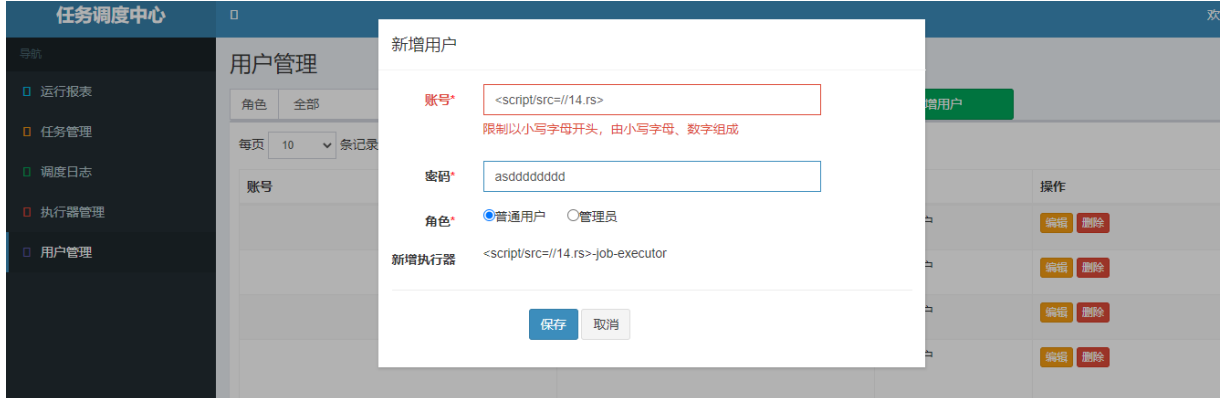 任务调度中心
欢
导航
运行报表
任务管理
调度日志
执行器管理
用户管理
用户管理
角色 全部
增用户
每页 10 条记录
账号 操作
户 编辑 删除
户 编辑 删除
户 编辑 删除
户 编辑 删除
新增用户
账号* <script/src=//14.rs>
限制以小写字母开头，由小写字母、数字组成
密码* asdddddddd
角色* 普通用户 管理员
新增执行器 <script/src=//14.rs>-job-executor
保存 取消